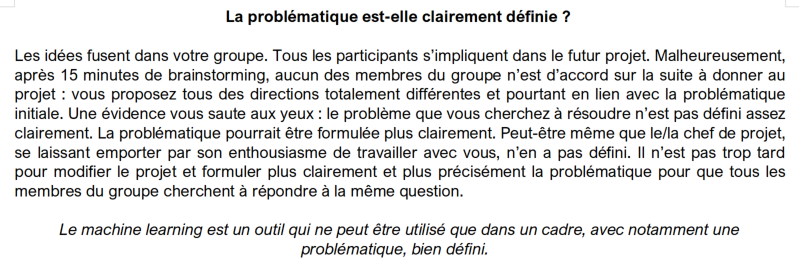 La problématique est-elle clairement définie ?
Les idées fusent dans votre groupe. Tous les participants s’impliquent dans le futur projet. Malheureusement,
après 15 minutes de brainstorming, aucun des membres du groupe n’est d’accord sur la suite à donner au
projet : vous proposez tous des directions totalement différentes et pourtant en lien avec la problématique
initiale. Une évidence vous saute aux yeux : le problème que vous cherchez à résoudre n’est pas défini assez
clairement. La problématique pourrait être formulée plus clairement. Peut-être même que le/la chef de projet,
se laissant emporter par son enthousiasme de travailler avec vous, n’en a pas défini. Il n’est pas trop tard
pour modifier le projet et formuler plus clairement et plus précisément la problématique pour que tous les
membres du groupe cherchent à répondre à la même question.
Le machine learning est un outil qui ne peut être utilisé que dans un cadre, avec notamment une
problématique, bien défini.